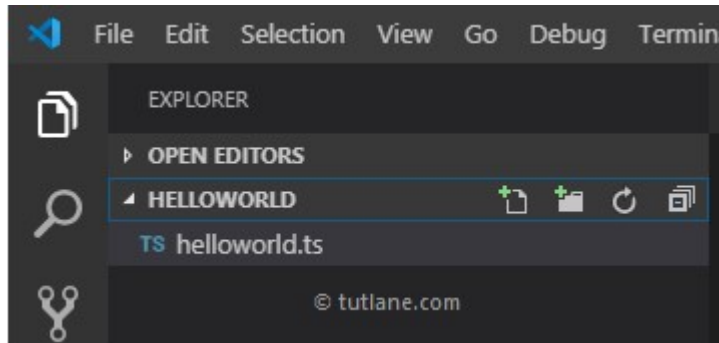 File Edit Selection View Go Debug Termin
EXPLORER
OPEN EDITORS
HELLOWORLD
TS helloworld.ts
© tutlane.com